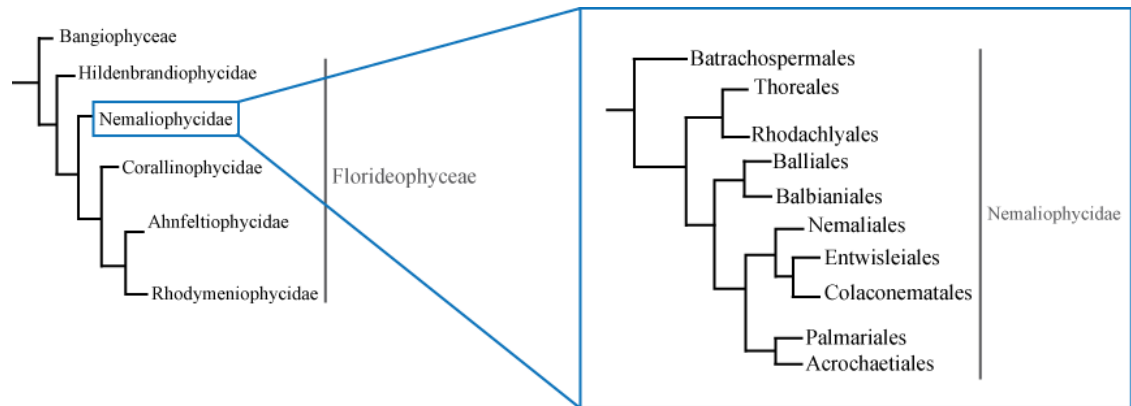 Bangiophyceae
Hildenbrandiophycidae
Nemaliophycidae
Corallinophycidae
Ahnfeltiophycidae
Rhodymeniophycidae
Florideophyceae
Batrachospermales
Thoreales
Rhodachlyales
Balliales
Balbianiales
Nemaliales
Entwisleiales
Colaconematales
Palmariales
Acrochaetiales
Nemaliophycidae